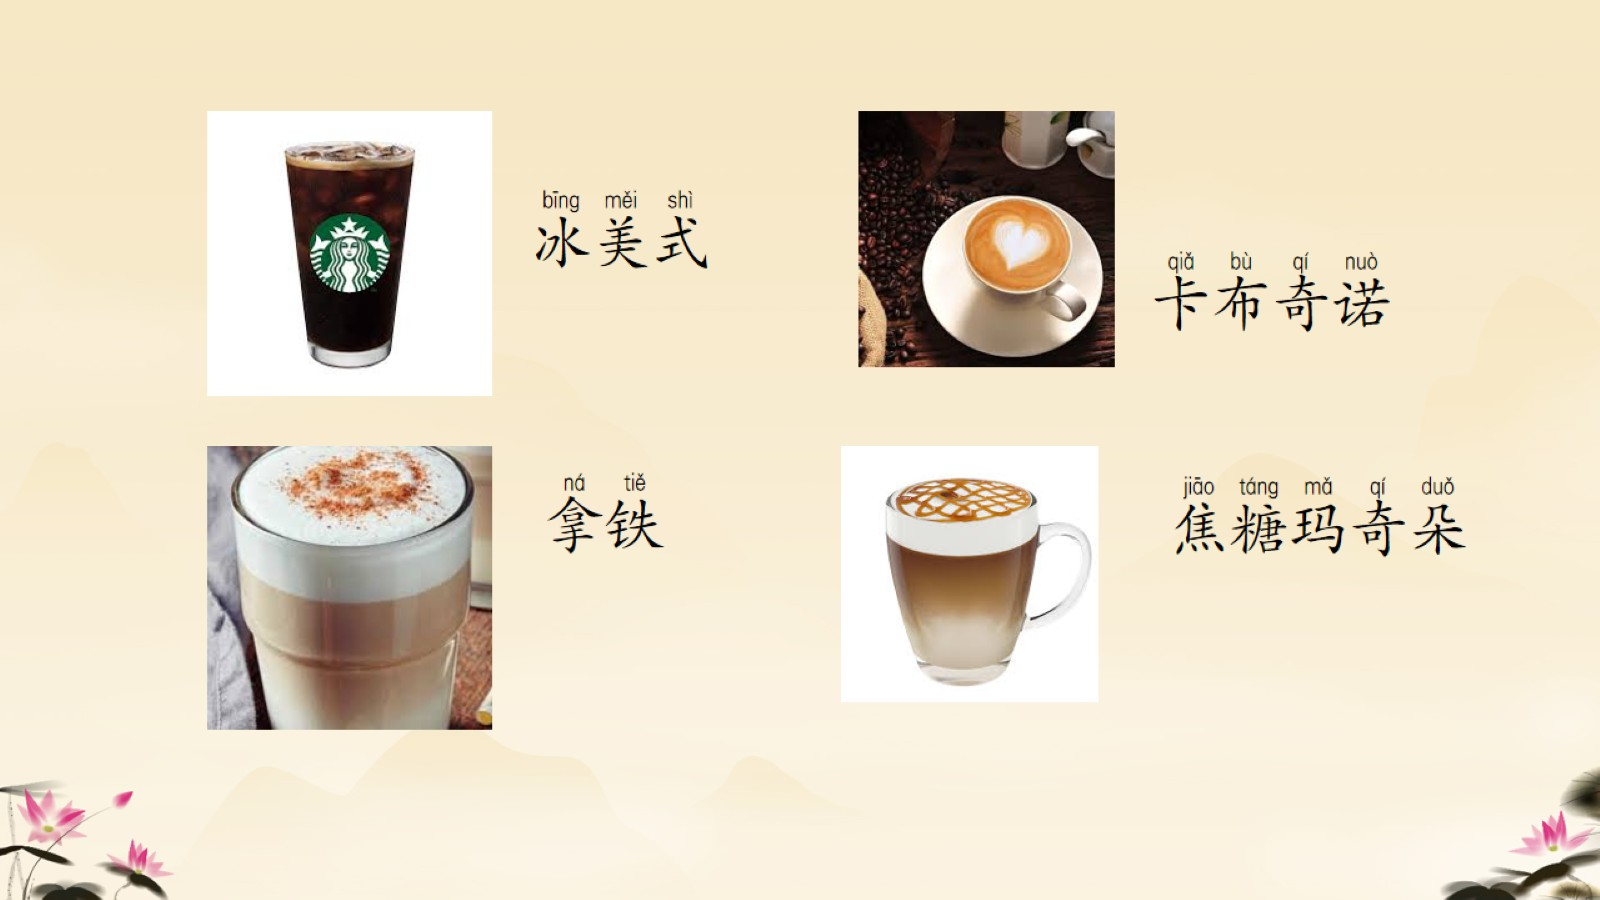 bīng měi shì
冰美式
qiǎ bù qí nuò
卡布奇诺
ná tiě
拿铁
jiāo táng mǎ qí duǒ
焦糖玛奇朵